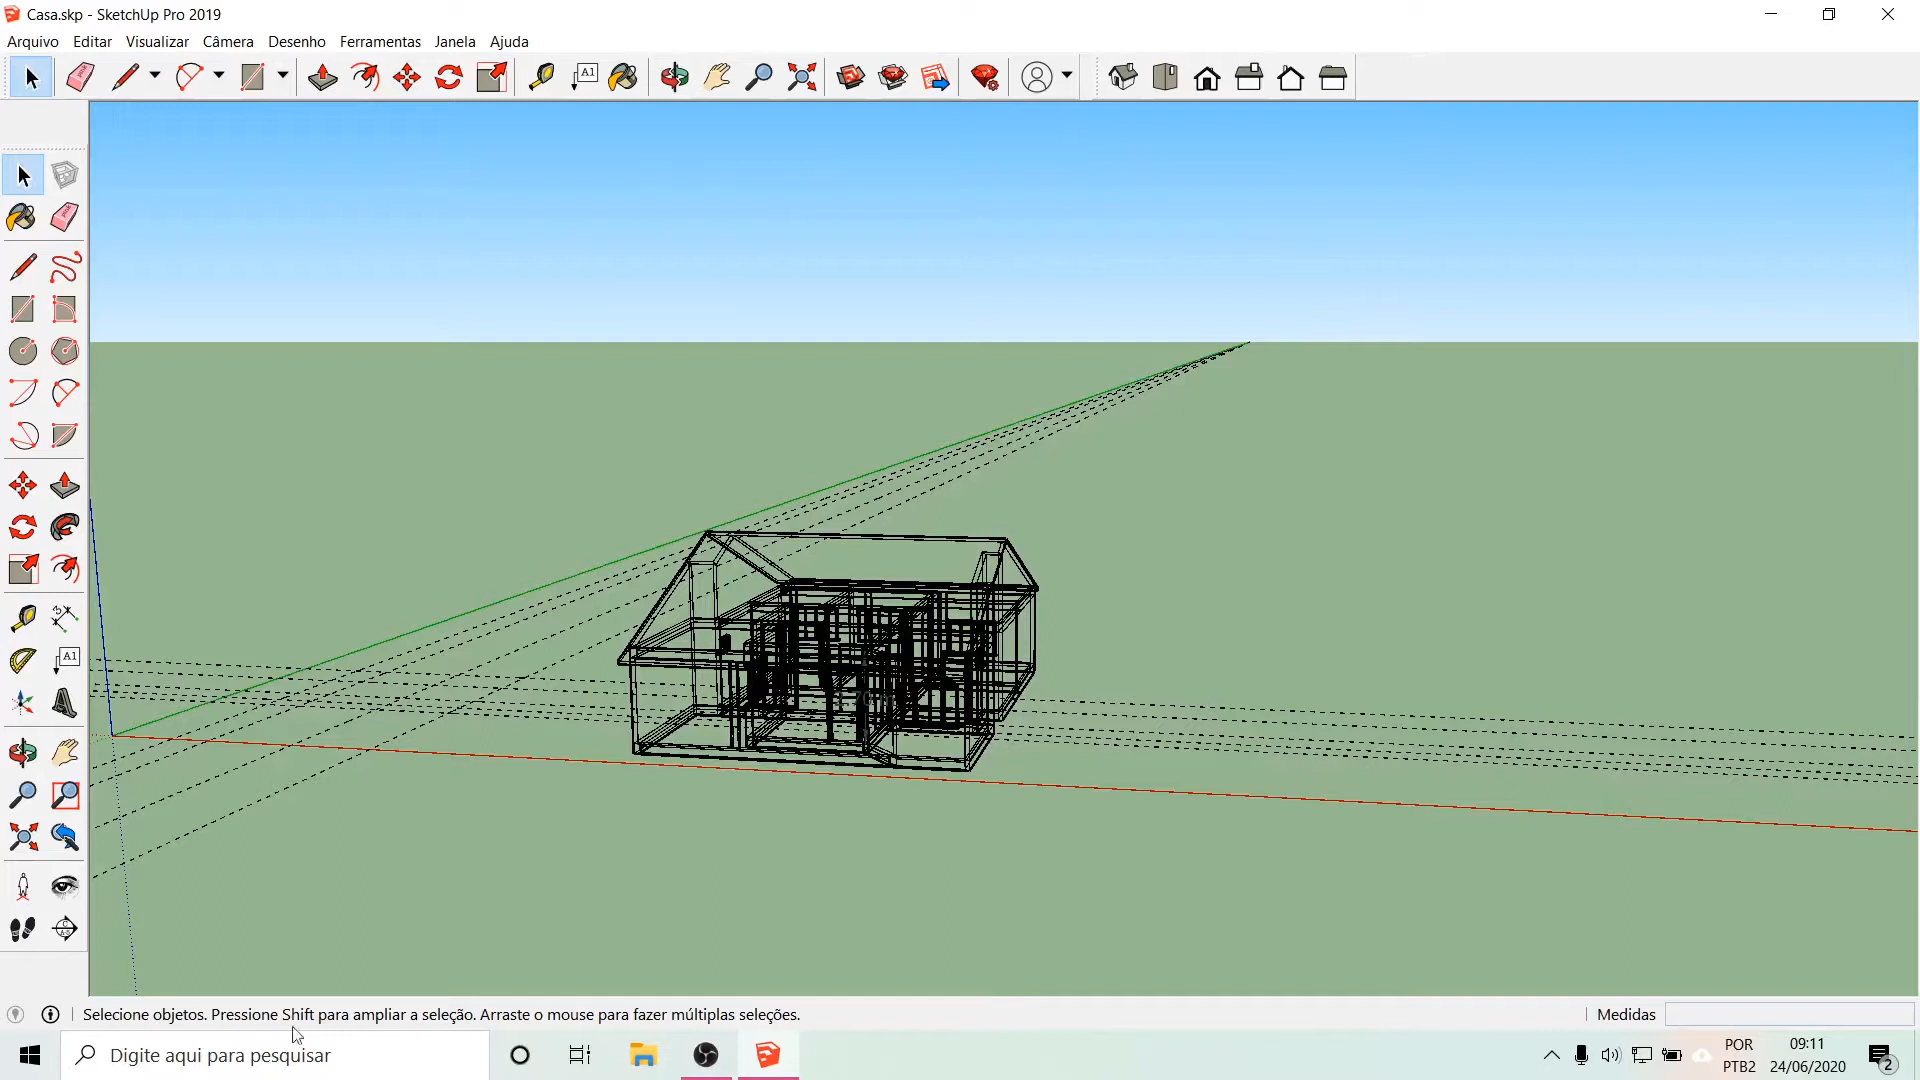 Casa.skp - SketchUp Pro 2019
Arquivo Editar Visualizar Câmera Desenho Ferramentas Janela Ajuda
A1
A1
Selecione objetos. Pressione Shift para ampliar a seleção. Arraste o mouse para fazer múltiplas seleções.
Medidas
Digite aqui para pesquisar
POR
PTB2
09:11
24/06/2020
2